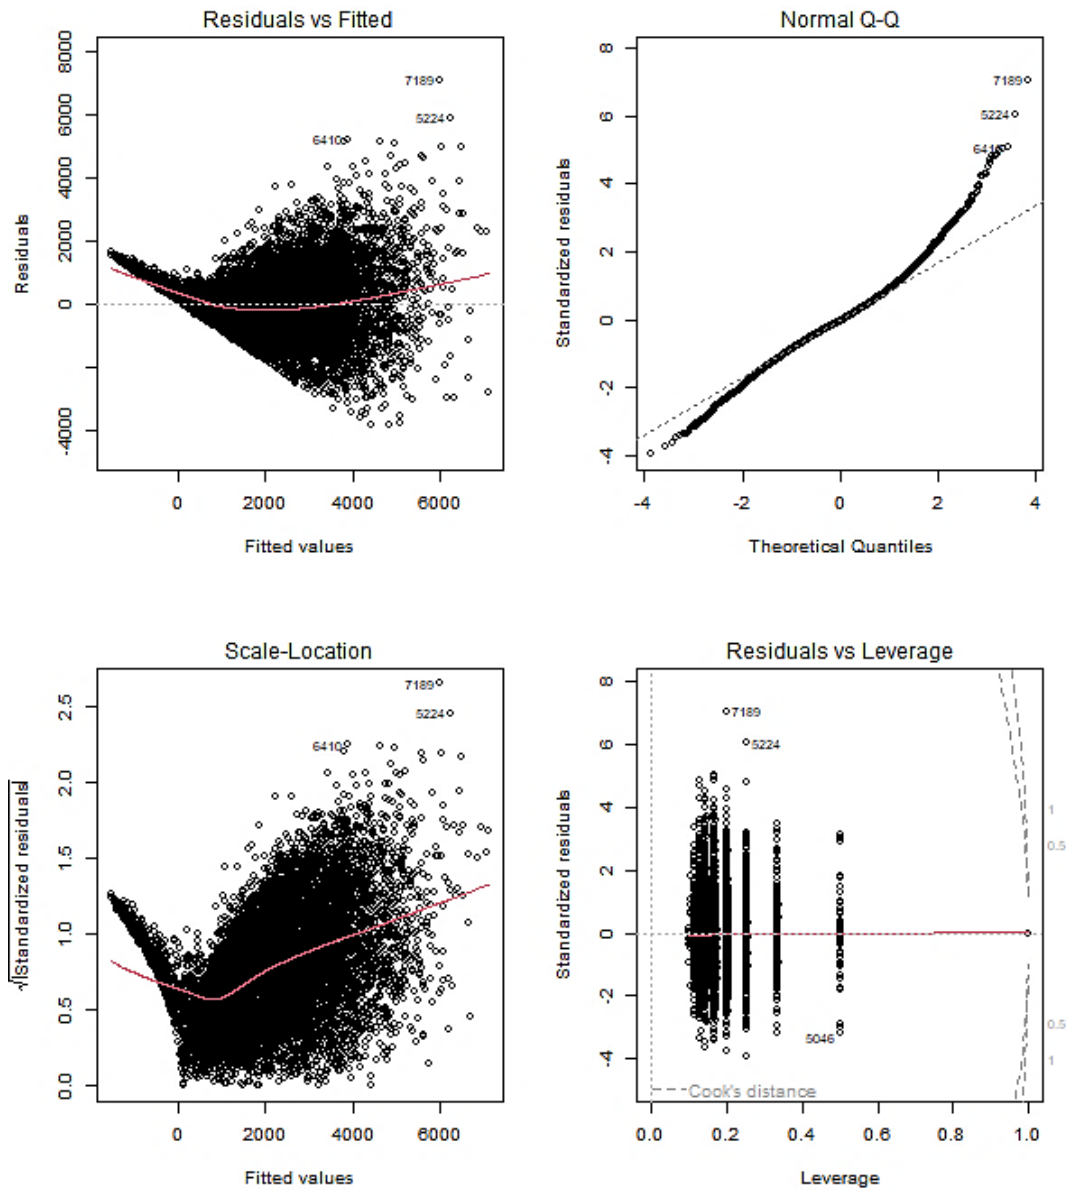 Residuals vs Fitted
Residuals
8000
6000
4000
2000
0
-4000
7189
5224
6410
0 2000 4000 6000
Fitted values
Normal Q-Q
Standardized residuals
8
6
4
2
0
-2
-4
7189
5224
6410
-4 -2 0 2 4
Theoretical Quantiles
Scale-Location
√|Standardized residuals|
2.5
2.0
1.5
1.0
0.5
0.0
7189
5224
6410
0 2000 4000 6000
Fitted values
Residuals vs Leverage
Standardized residuals
8
6
4
2
0
-2
-4
7189
5224
5046
1
0.5
0.5
1
Cook's distance
0.0 0.2 0.4 0.6 0.8 1.0
Leverage